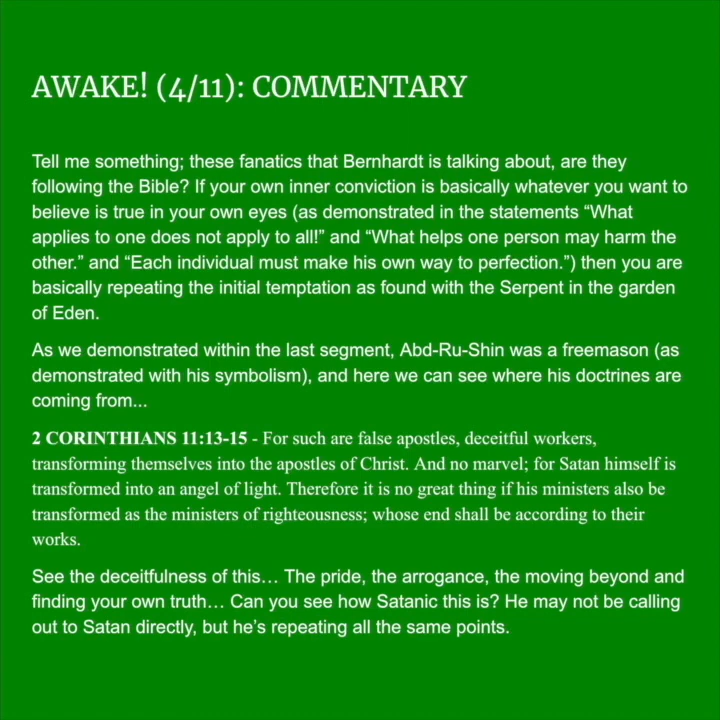 AWAKE! (4/11): COMMENTARY
Tell me something; these fanatics that Bernhardt is talking about, are they
following the Bible? If your own inner conviction is basically whatever you want to
believe is true in your own eyes (as demonstrated in the statements “What
applies to one does not apply to all!” and “What helps one person may harm the
other.” and “Each individual must make his own way to perfection.”) then you are
basically repeating the initial temptation as found with the Serpent in the garden
of Eden.
As we demonstrated within the last segment, Abd-Ru-Shin was a freemason (as
demonstrated with his symbolism), and here we can see where his doctrines are
coming from...
2 CORINTHIANS 11:13-15 - For such are false apostles, deceitful workers,
transforming themselves into the apostles of Christ. And no marvel; for Satan himself is
transformed into an angel of light. Therefore it is no great thing if his ministers also be
transformed as the ministers of righteousness; whose end shall be according to their
works.
See the deceitfulness of this… The pride, the arrogance, the moving beyond and
finding your own truth… Can you see how Satanic this is? He may not be calling
out to Satan directly, but he’s repeating all the same points.